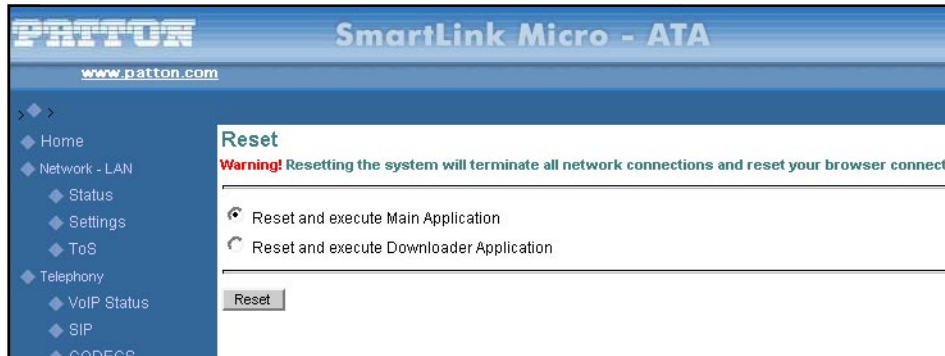 PATTON
SmartLink Micro - ATA
www.patton.com
> >
Home
Network - LAN
Status
Settings
ToS
Telephony
VoIP Status
SIP
CODECS
Reset
Warning! Resetting the system will terminate all network connections and reset your browser connect
Reset and execute Main Application
Reset and execute Downloader Application
Reset